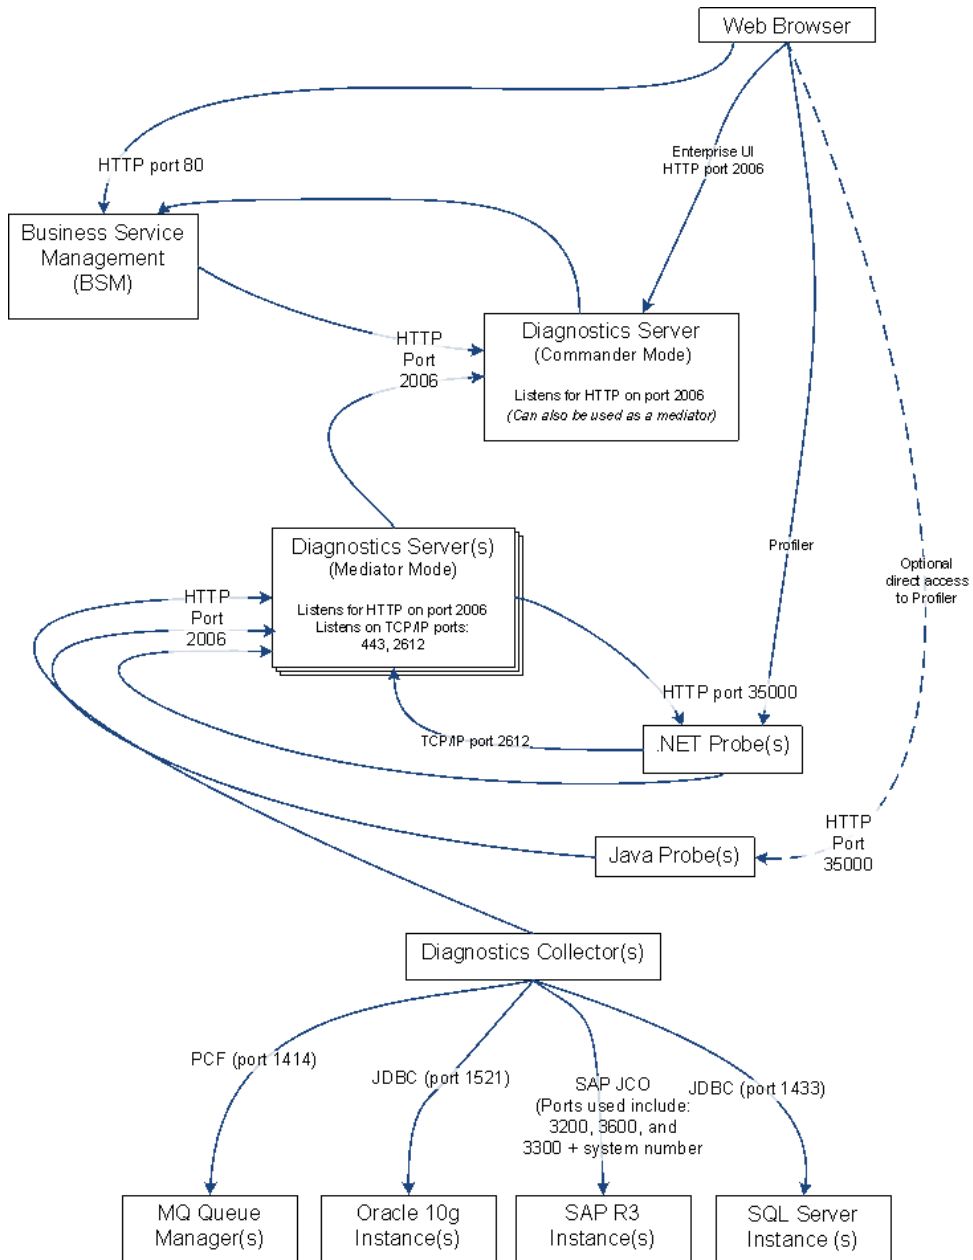 Web Browser
HTTP port 80
Enterprise UI
HTTP port 2006
Business Service
Management
(BSM)
HTTP
Port
2006
Diagnostics Server
(Commander Mode)
Listens for HTTP on port 2006
(Can also be used as a mediator)
Diagnostics Server(s)
(Mediator Mode)
Listens for HTTP on port 2006
Listens on TCP/IP ports:
443, 2612
HTTP
Port
2006
Profiler
Optional
direct access
to Profiler
HTTP port 35000
TCP/IP port 2612
.NET Probe(s)
HTTP
Port
35000
Java Probe(s)
Diagnostics Collector(s)
PCF (port 1414)
JDBC (port 1521)
SAP JCO
(Ports used include:
3200, 3600, and
3300 + system number
JDBC (port 1433)
MQ Queue
Manager(s)
Oracle 10g
Instance(s)
SAP R3
Instance(s)
SQL Server
Instance (s)